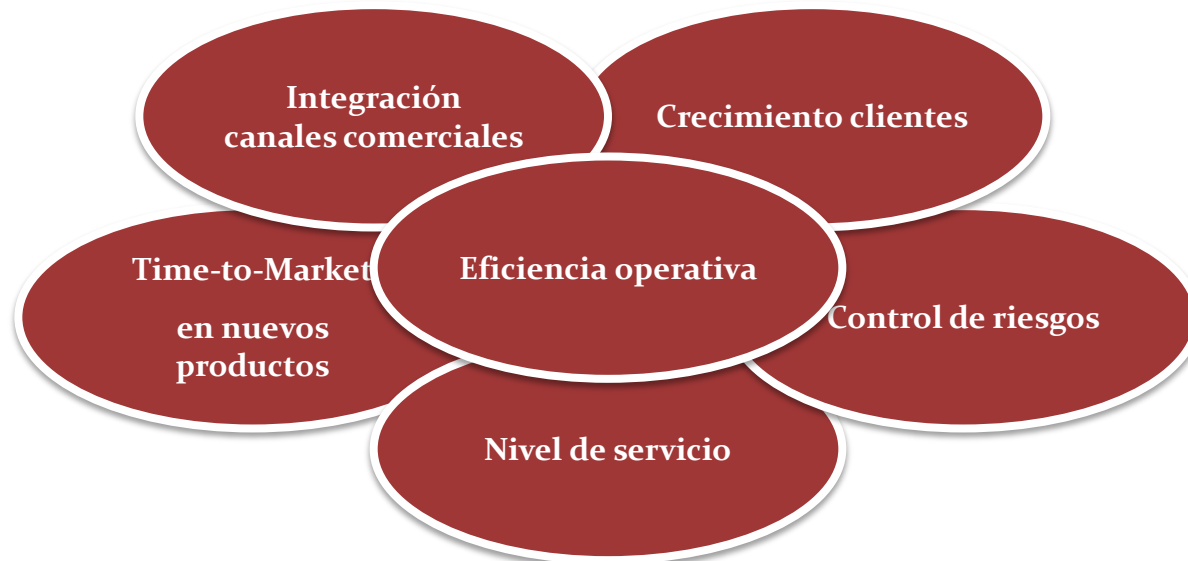 Integración
canales comerciales
Crecimiento clientes
Time-to-Market
en nuevos
productos
Eficiencia operativa
Control de riesgos
Nivel de servicio